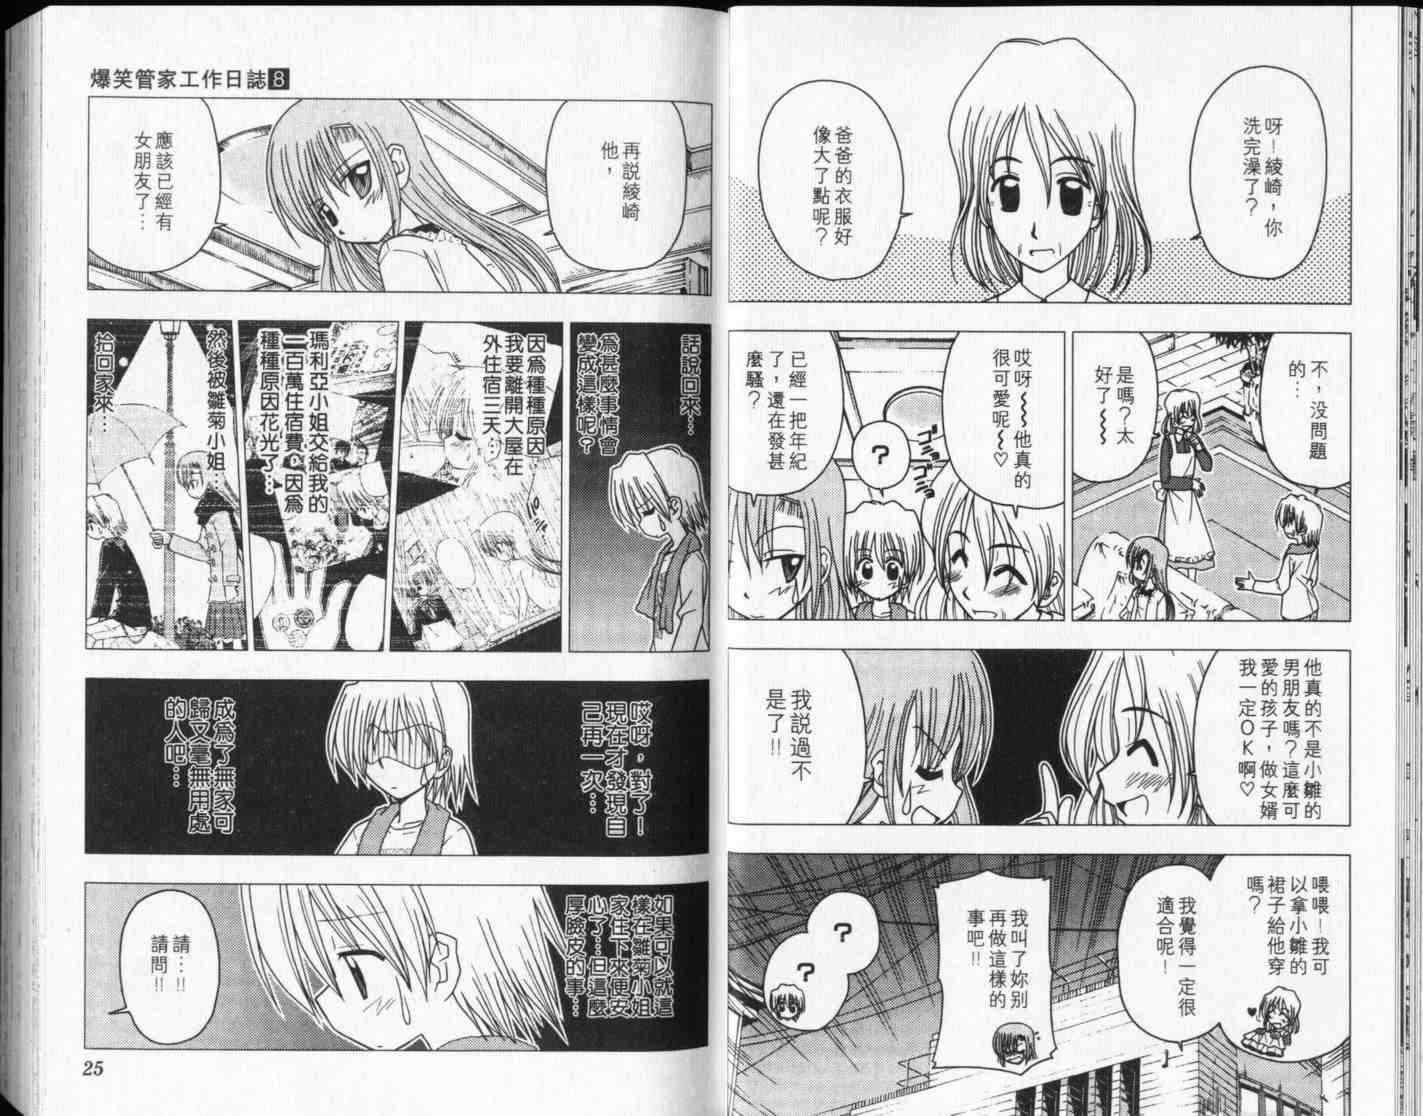 呀！綾崎，你
洗完澡了？
爸爸的衣服好
像大了點呢？
不，没問題
的…
是嗎？太
好了～～
哎呀～～他真的
很可愛呢♡
ゴニョ
ゴニョ
？
已經一把年紀
了，還在發甚
麼騷？
他真的不是小雛的
男朋友嗎？這麼可
愛的孩子，做女婿
我一定OK啊♡
我說過不
是了！！
喂喂！我可
以拿小雛的
裙子給他穿
嗎？
我覺得一定很
適合呢！
我叫了妳別
再做這樣的
事吧！！
？
？
爆笑管家工作日誌8
再說綾崎
他，
應該已經有
女朋友了…
話說回來…
為甚麼事情會
變成這樣呢？
因為種種原因
我要離開大屋在
外住宿三天…
瑪利亞小姐交給我的
一百萬住宿費。因為
種種原因花光了…
然後被雛菊小姐…
拾回家來…
哎呀，對了！
現在才發現自
己再一次…
成為了無家可
歸又毫無用處
的人吧…
如果可以就這
樣在雛菊小姐
家住下來便安
心了…但這麼
厚臉皮的事…
請…！！
請問！！
25